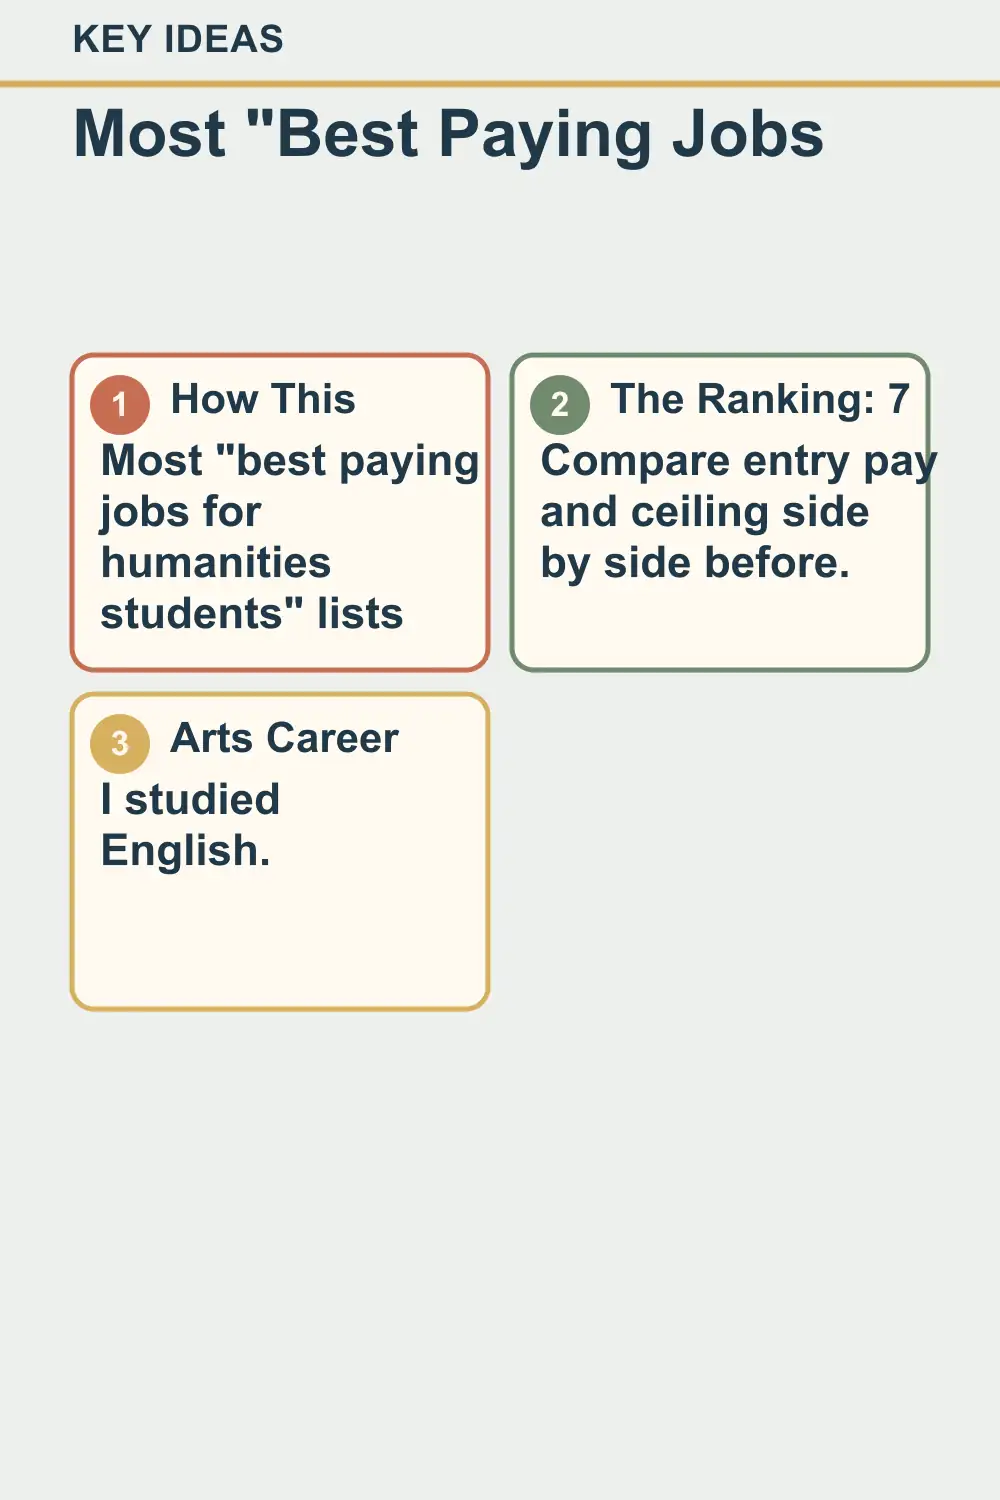 KEY IDEAS
Most "Best Paying Jobs
1 How This
Most "best paying
jobs for
humanities
students" lists
2 The Ranking: 7
Compare entry pay
and ceiling side
by side before.
3 Arts Career
I studied
English.